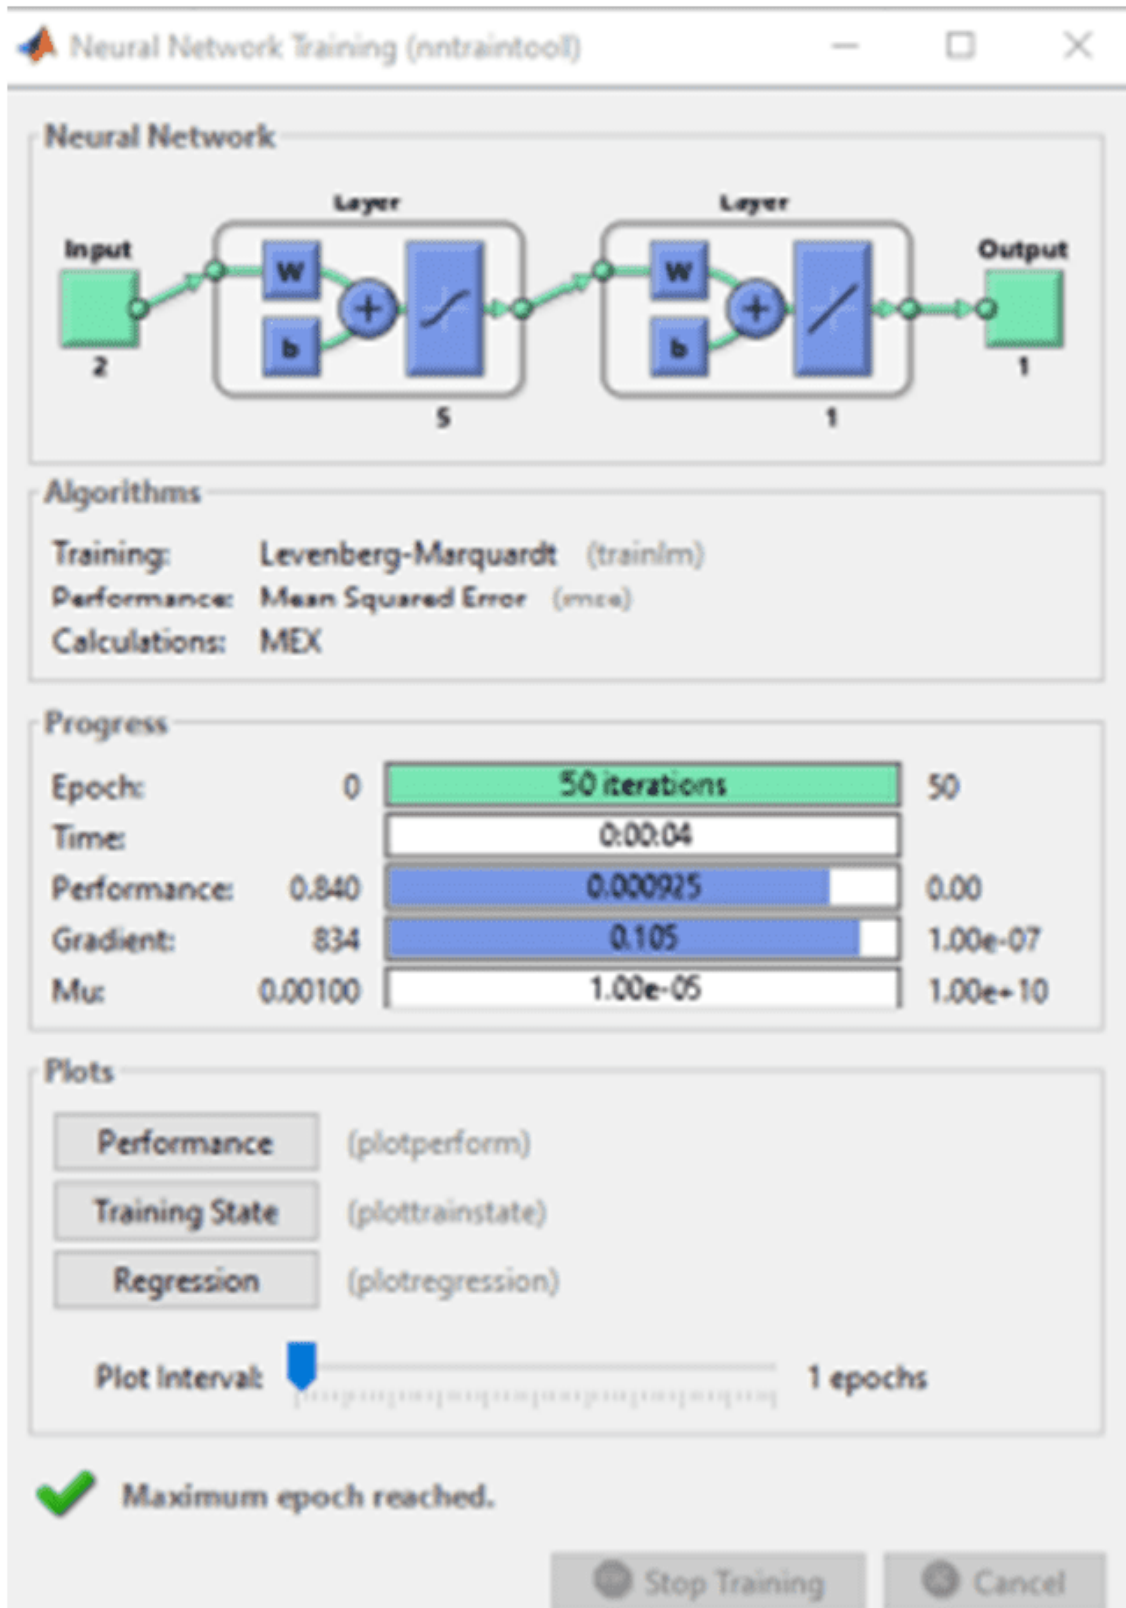 Neural Network Training (nntraintool)
Neural Network
Layer Layer
Input Output
W W
b b
2 1
5 1
Algorithms
Training: Levenberg-Marquardt (trainlm)
Performance: Mean Squared Error (mse)
Calculations: MEX
Progress
Epoch: 0 50 iterations 50
Time: 0:00:04
Performance: 0.840 0.000925 0.00
Gradient: 834 0.105 1.00e-07
Mu: 0.00100 1.00e-05 1.00e+10
Plots
Performance (plotperform)
Training State (plottrainstate)
Regression (plotregression)
Plot Interval: 1 epochs
Maximum epoch reached.
Stop Training Cancel